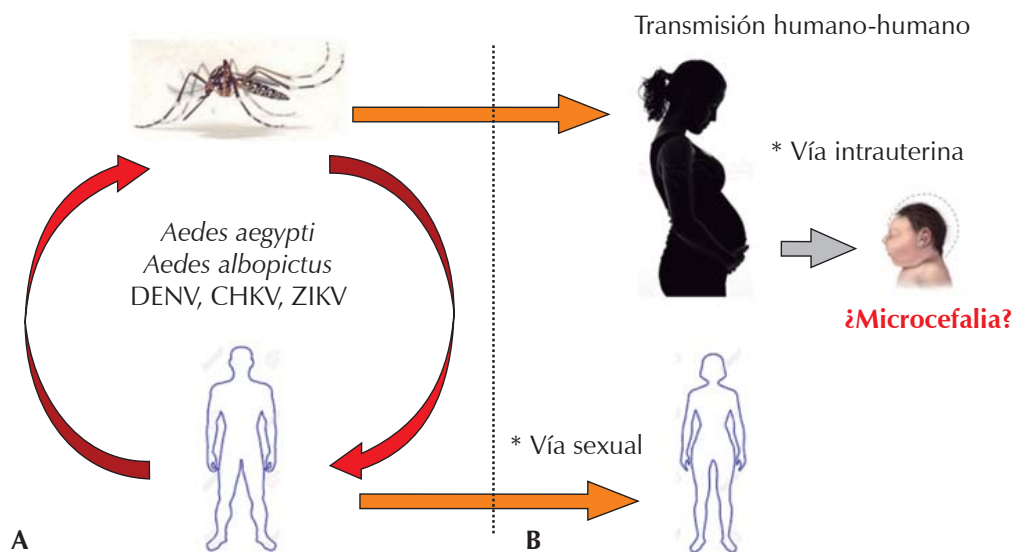 Transmisión humano-humano
* Vía intrauterina
Aedes aegypti
Aedes albopictus
DENV, CHKV, ZIKV
¿Microcefalia?
* Vía sexual
A
B